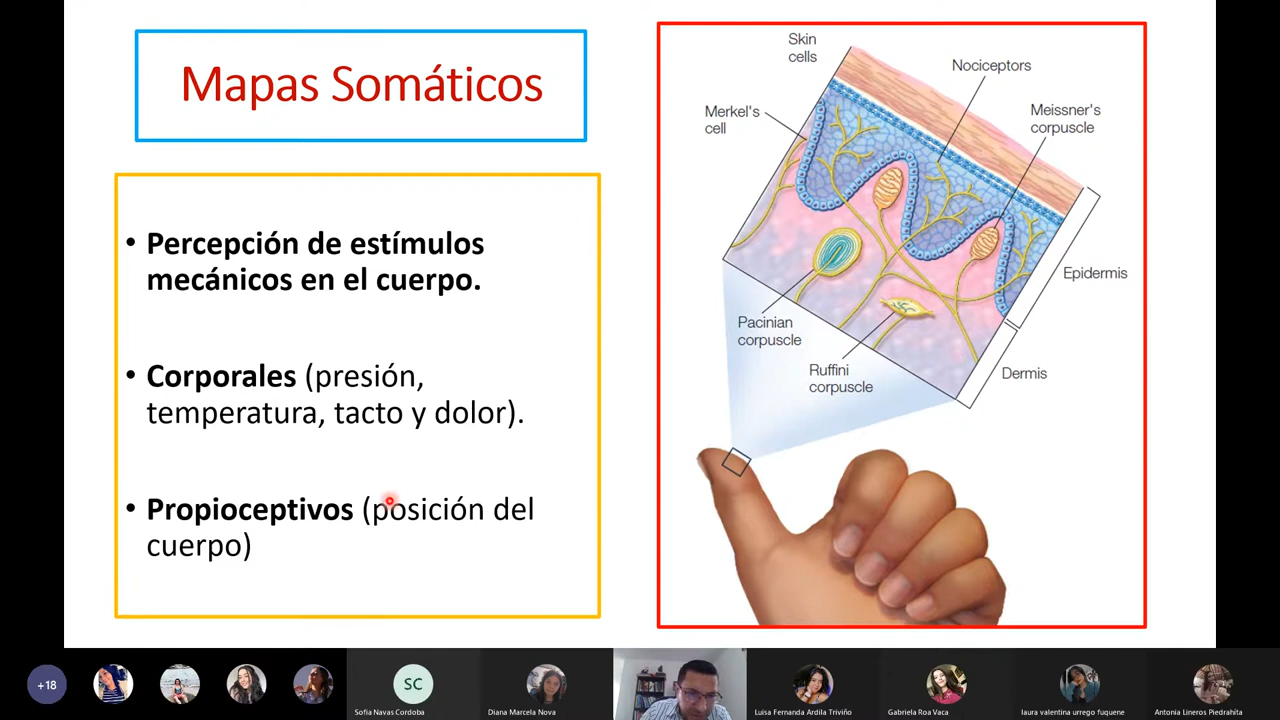 Mapas Somáticos
• Percepción de estímulos
mecánicos en el cuerpo.
• Corporales (presión,
temperatura, tacto y dolor).
• Propioceptivos (posición del
cuerpo)
Skin
cells
Nociceptors
Merkel's
cell
Meissner's
corpuscle
Epidermis
Pacinian
corpuscle
Ruffini
corpuscle
Dermis
+18
SC
Sofia Navas Cordoba
Diana Marcela Nova
Luisa Fernanda Ardila Triviño
Gabriela Roa Vaca
laura valentina urrego fuquene
Antonia Lineros Piedrahíta